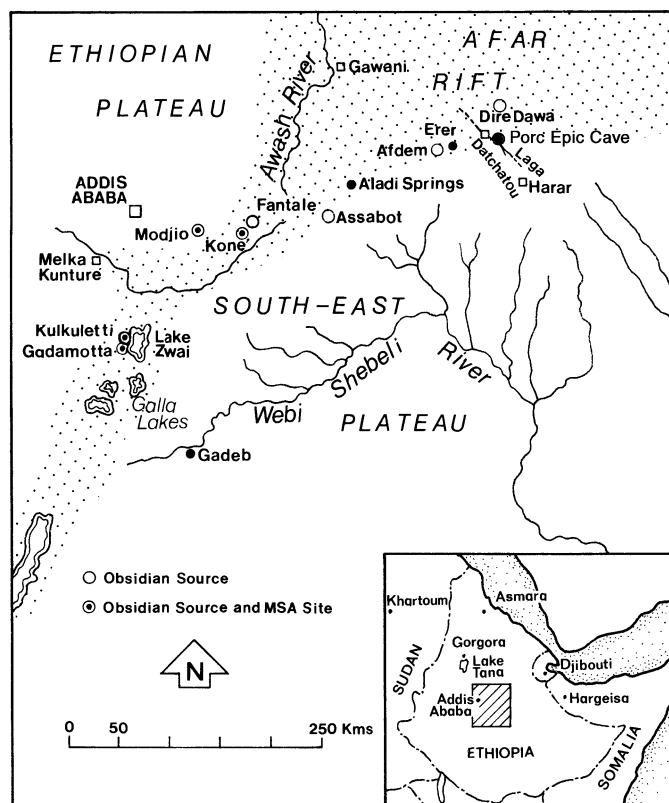 ETHIOPIAN
PLATEAU
AFAR
RIFT
Awash River
Gawani
Dire Dawa
Porc Epic Cave
Erer
Afdem
Datchatou
Laga
Harar
Aladi Springs
ADDIS
ABABA
Fantale
Assabot
Modjio
Kone
Melka
Kunture
SOUTH-EAST
Kulkuletti
Gadamotta
Lake
Zwai
Shebeli
River
Galla
Lakes
Webi
PLATEAU
Gadeb
Obsidian Source
Obsidian Source and MSA Site
N
0 50 250 Kms
Khartoum
Asmara
Gorgora
Lake
Tana
Djibouti
SUDAN
Addis
Ababa
Hargeisa
ETHIOPIA
SOMALIA